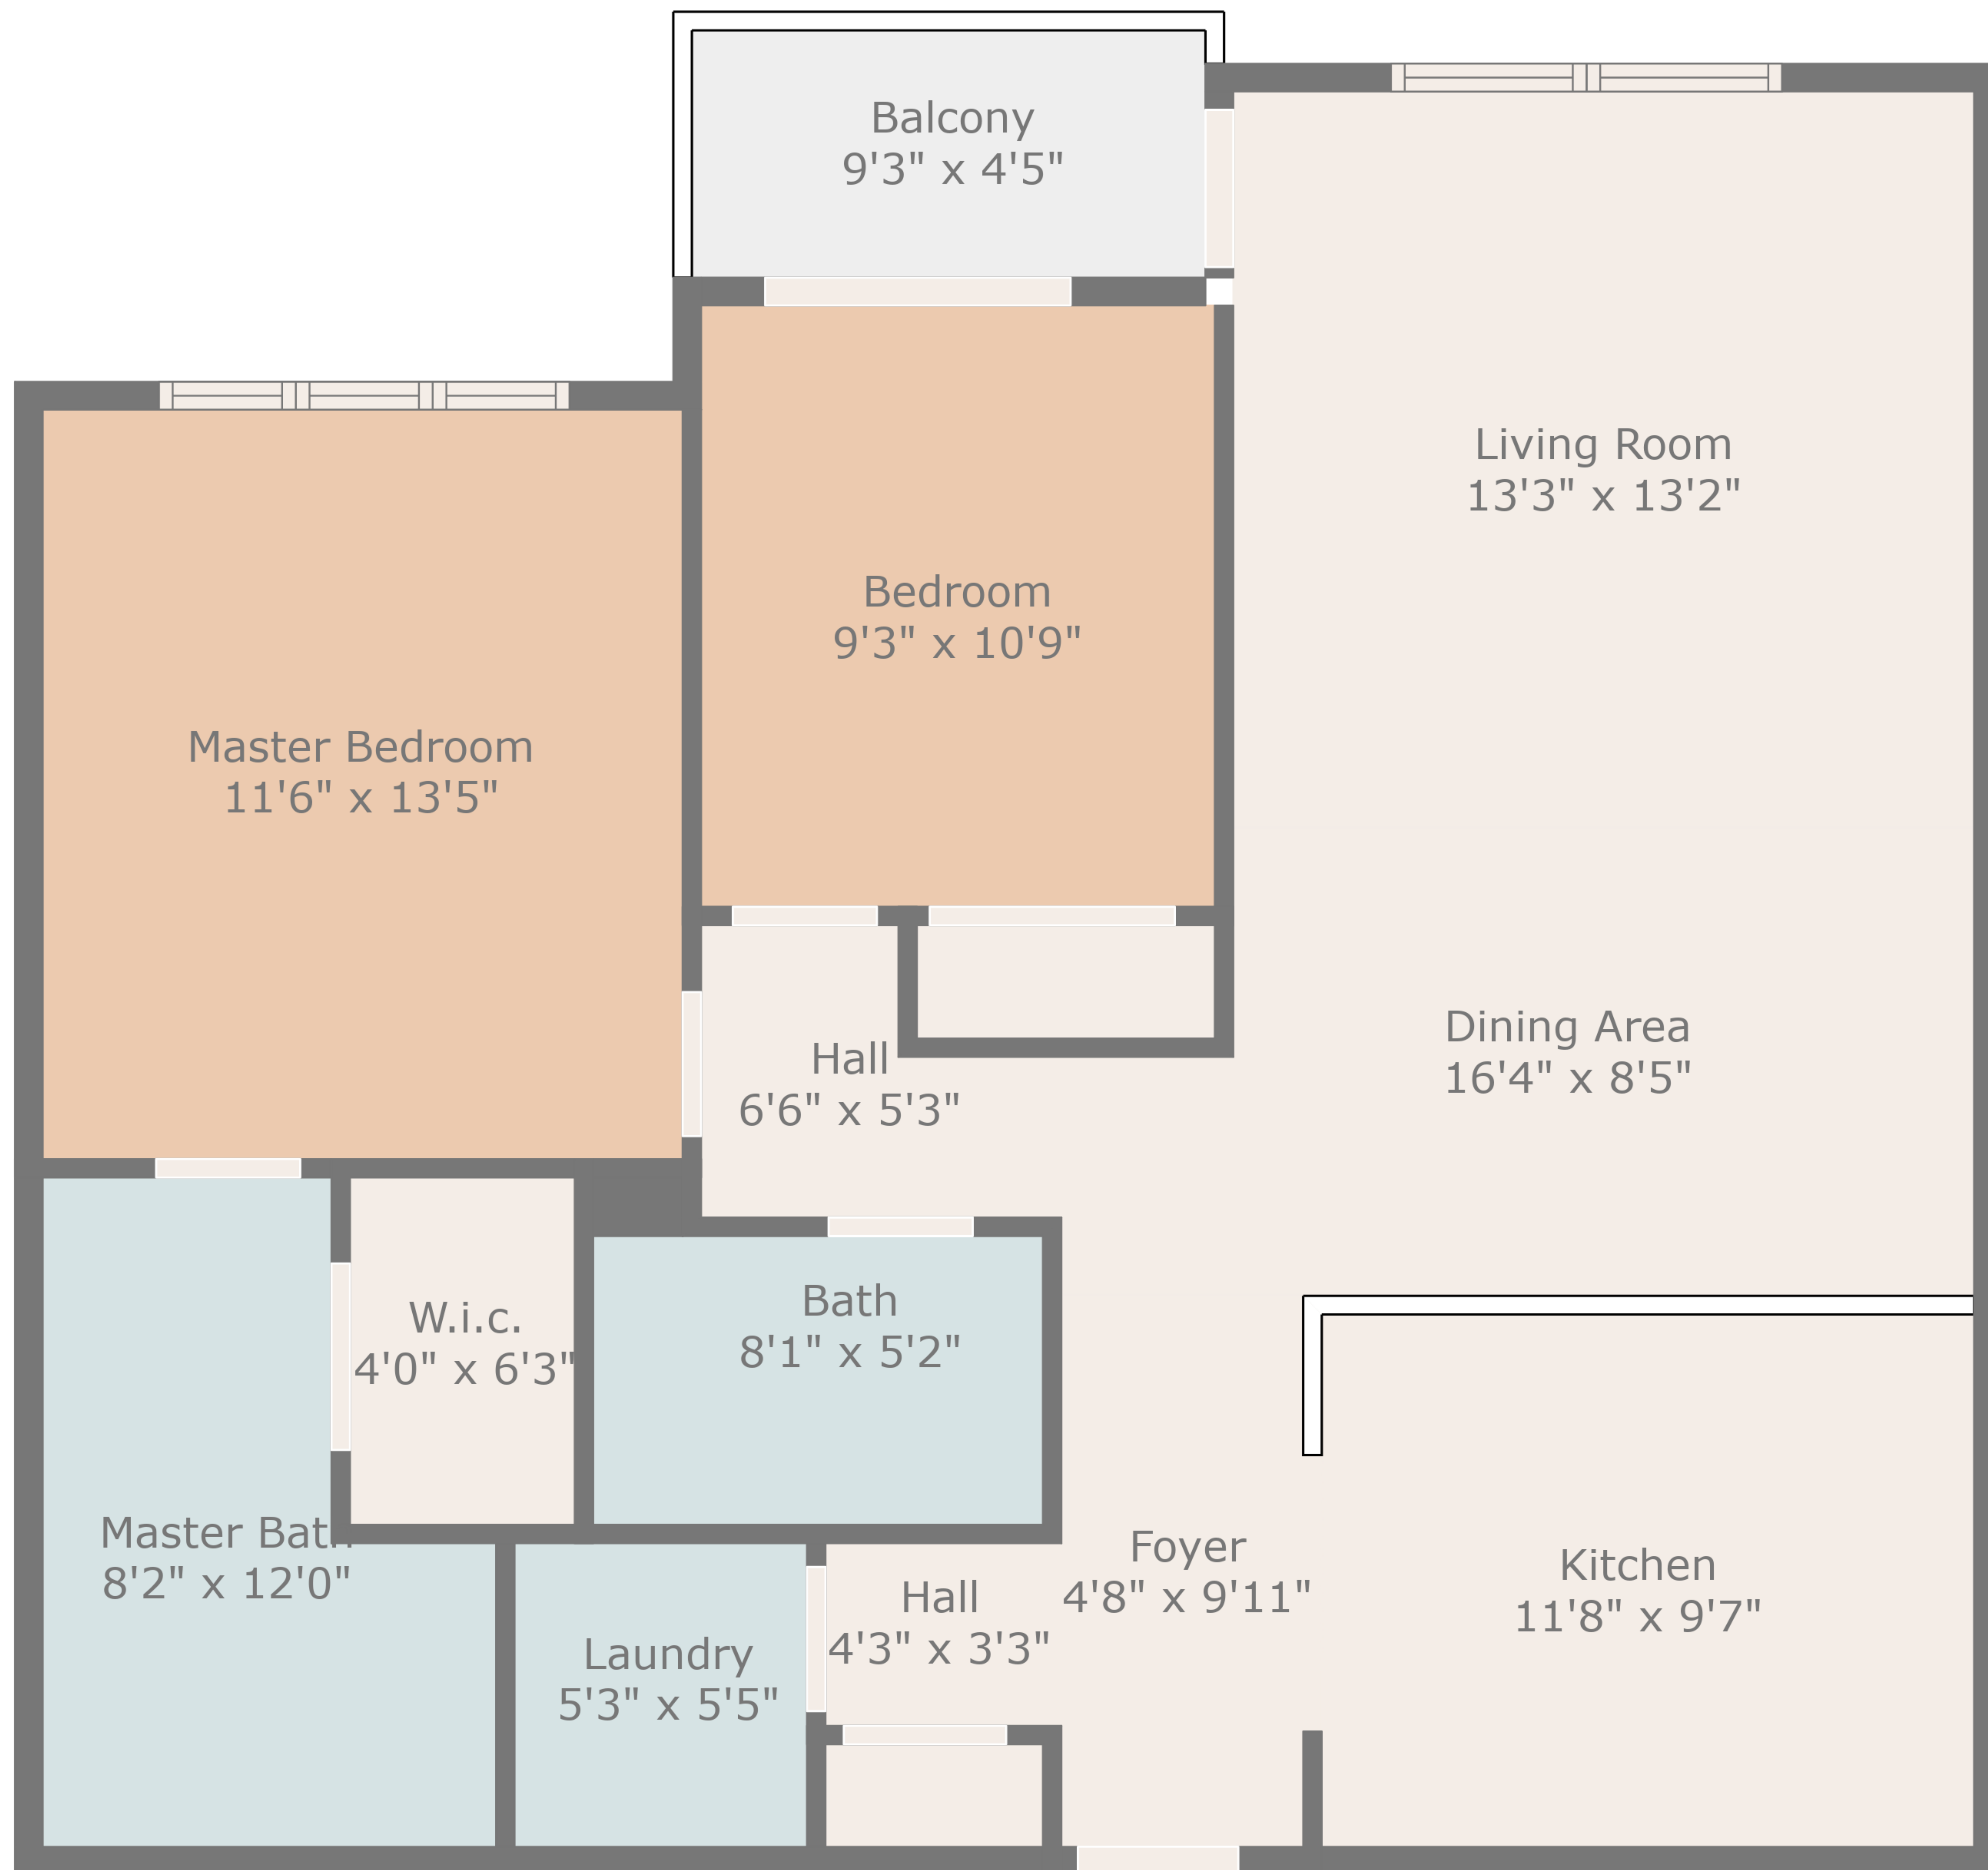 Balcony
9'3" x 4'5"
Living Room
13'3" x 13'2"
Bedroom
9'3" x 10'9"
Master Bedroom
11'6" x 13'5"
Dining Area
16'4" x 8'5"
Hall
6'6" x 5'3"
Bath
8'1" x 5'2"
W.i.c.
4'0" x 6'3"
Master Bath
8'2" x 12'0"
Foyer
4'8" x 9'11"
Kitchen
11'8" x 9'7"
Hall
4'3" x 3'3"
Laundry
5'3" x 5'5"